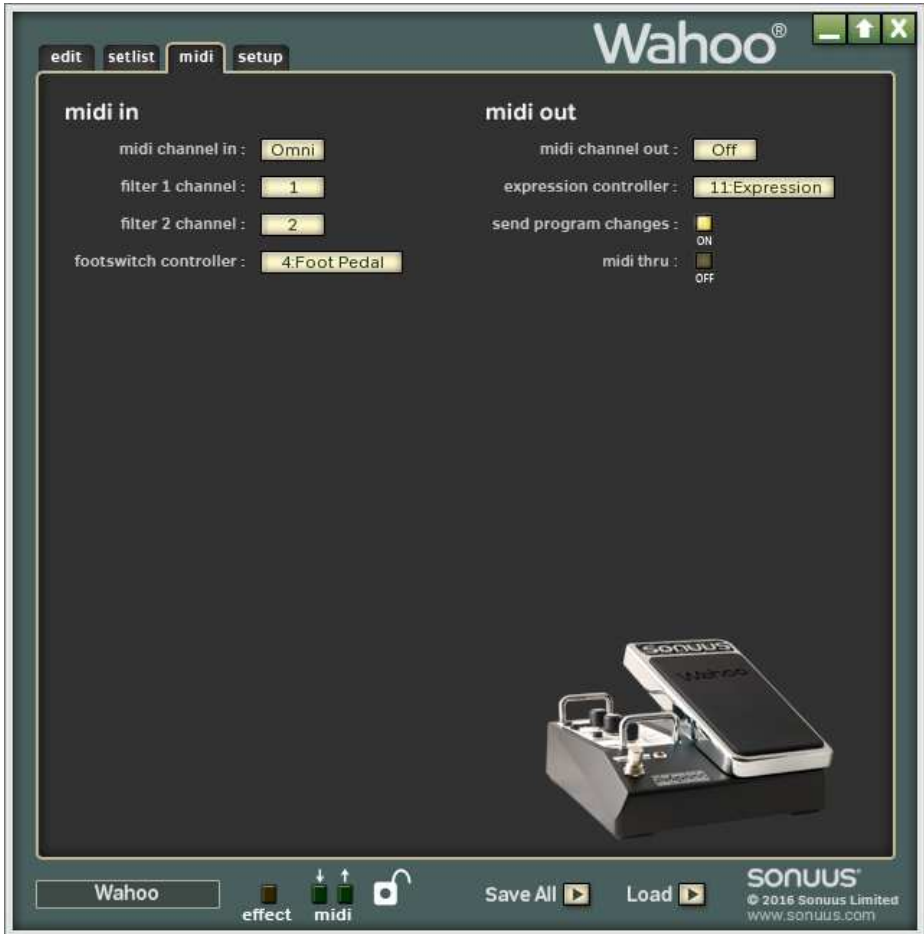 Wahoo®
edit setlist midi setup
midi in
midi channel in : Omni
filter 1 channel : 1
filter 2 channel : 2
footswitch controller : 4:Foot Pedal
midi out
midi channel out : Off
expression controller : 11:Expression
send program changes : ON
midi thru : OFF
sonuus
Wahoo
Wahoo
effect midi
Save All Load
sonuus
© 2016 Sonuus Limited
www.sonuus.com